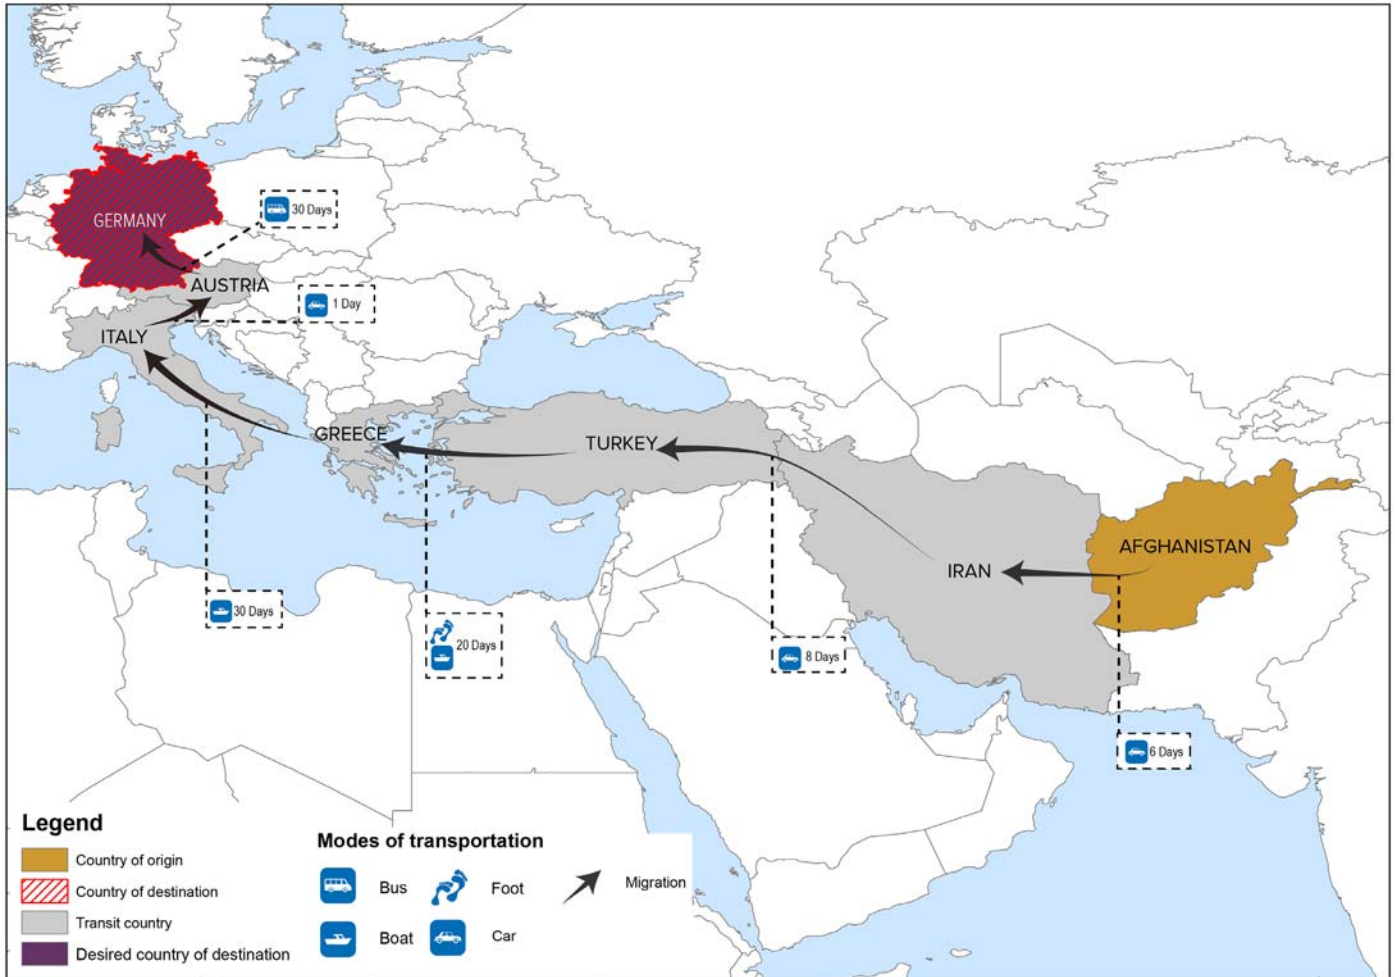 GERMANY
30 Days
AUSTRIA
1 Day
ITALY
GREECE
TURKEY
AFGHANISTAN
IRAN
30 Days
20 Days
8 Days
6 Days
Legend
Country of origin
Country of destination
Transit country
Desired country of destination
Modes of transportation
Bus
Foot
Migration
Boat
Car